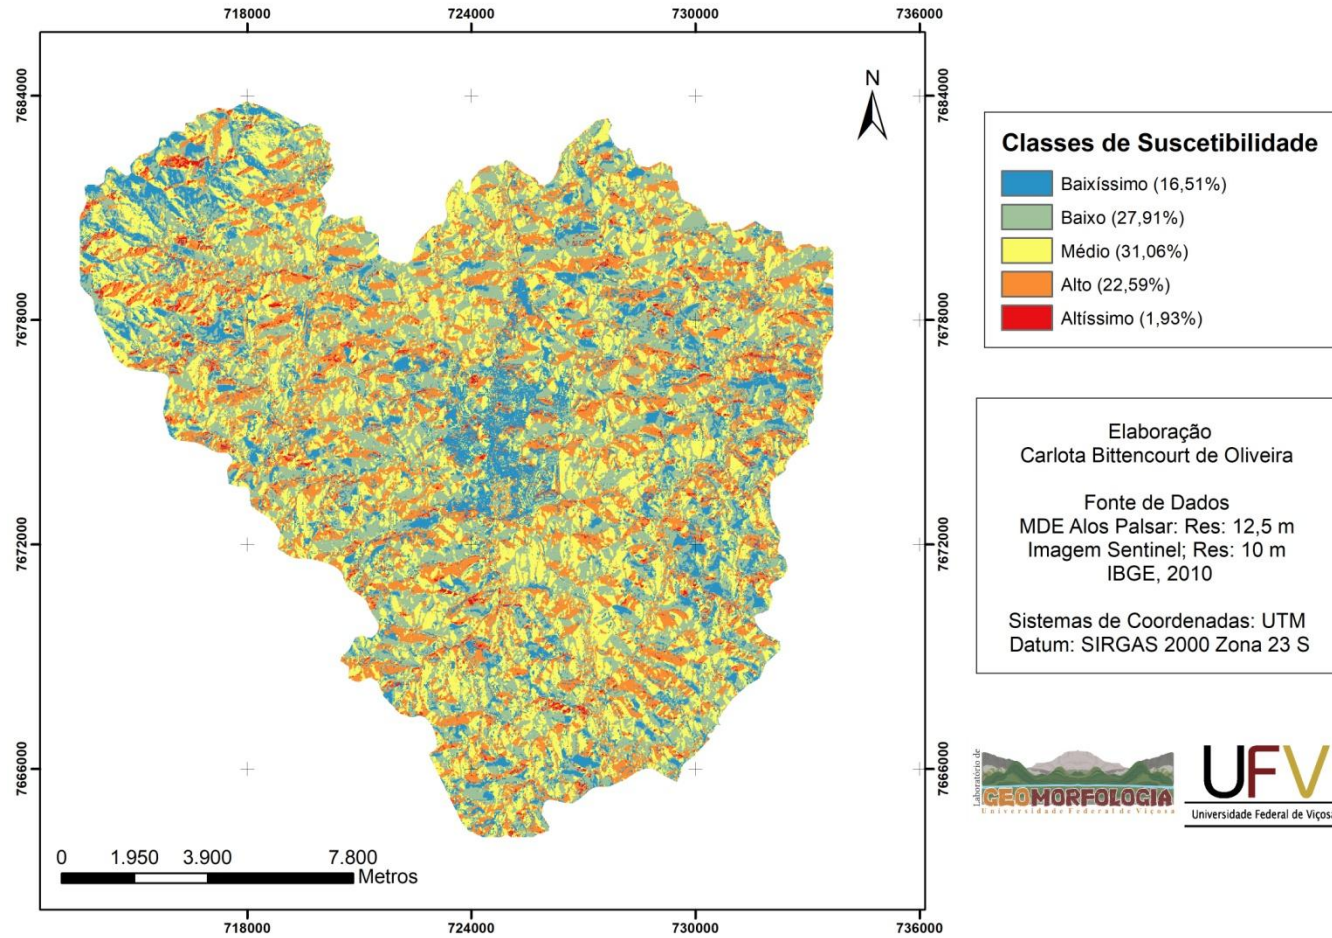 718000
724000
730000
736000
7684000
7684000
N
7678000
7678000
7672000
7672000
7666000
7666000
0 1.950 3.900 7.800
Metros
718000
724000
730000
736000
Classes de Suscetibilidade
Baixíssimo (16,51%)
Baixo (27,91%)
Médio (31,06%)
Alto (22,59%)
Altíssimo (1,93%)
Elaboração
Carlota Bittencourt de Oliveira
Fonte de Dados
MDE Alos Palsar: Res: 12,5 m
Imagem Sentinel; Res: 10 m
IBGE, 2010
Sistemas de Coordenadas: UTM
Datum: SIRGAS 2000 Zona 23 S
Laboratório de
GEOMORFOLOGIA
Universidade Federal de Viçosa
UFV
Universidade Federal de Viçosa